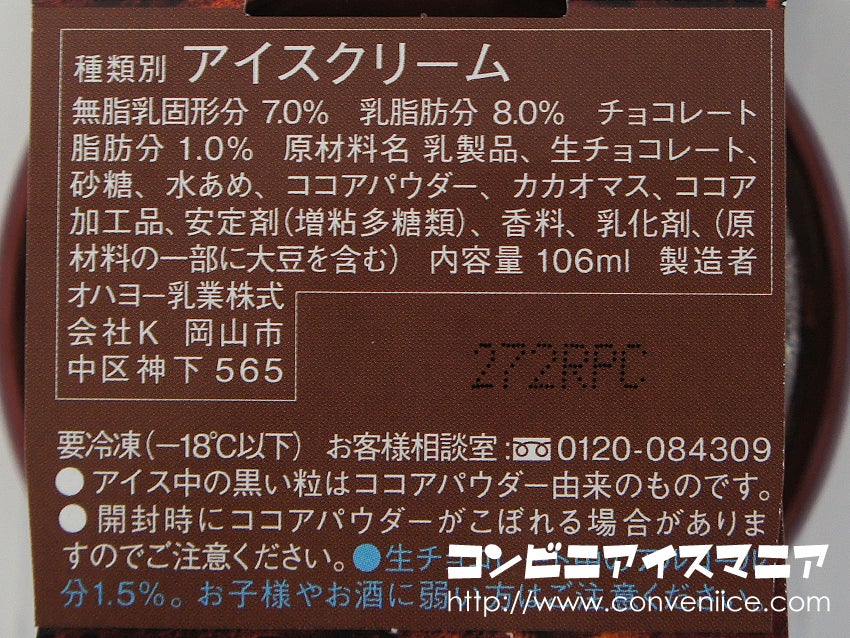 種類別 アイスクリーム
無脂乳固形分 7.0% 乳脂肪分 8.0% チョコレート
脂肪分 1.0% 原材料名 乳製品、生チョコレート、
砂糖、水あめ、ココアパウダー、カカオマス、ココア
加工品、安定剤(増粘多糖類)、香料、乳化剤、(原
材料の一部に大豆を含む) 内容量 106ml 製造者
オハヨー乳業株式
会社K 岡山市
中区神下 565
272RPC
要冷凍(−18℃以下) お客様相談室:0120-084309
●アイス中の黒い粒はココアパウダー由来のものです。
●開封時にココアパウダーがこぼれる場合がありま
すのでご注意ください。●生チョコ
分1.5%。お子様やお酒に弱い方はご注意ください。
コンビニアイスマニア
http://www.conveniice.com